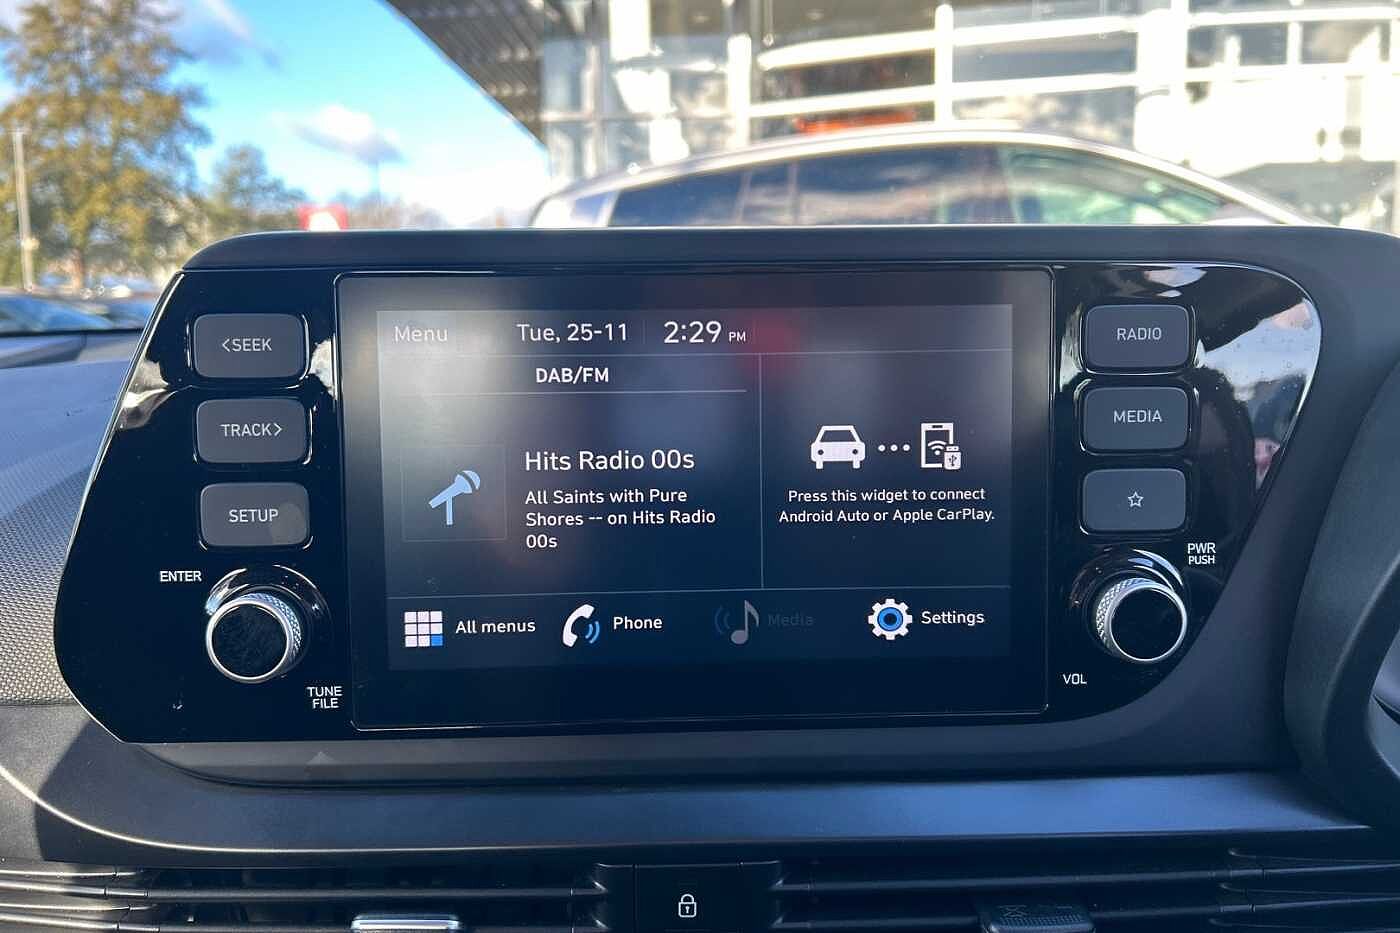 <SEEK
TRACK>
SETUP
ENTER
TUNE
FILE
Menu
Tue, 25-11
2:29 PM
DAB/FM
Hits Radio 00s
All Saints with Pure
Shores -- on Hits Radio
00s
Press this widget to connect
Android Auto or Apple CarPlay.
All menus
Phone
Media
Settings
RADIO
MEDIA
PWR
PUSH
VOL